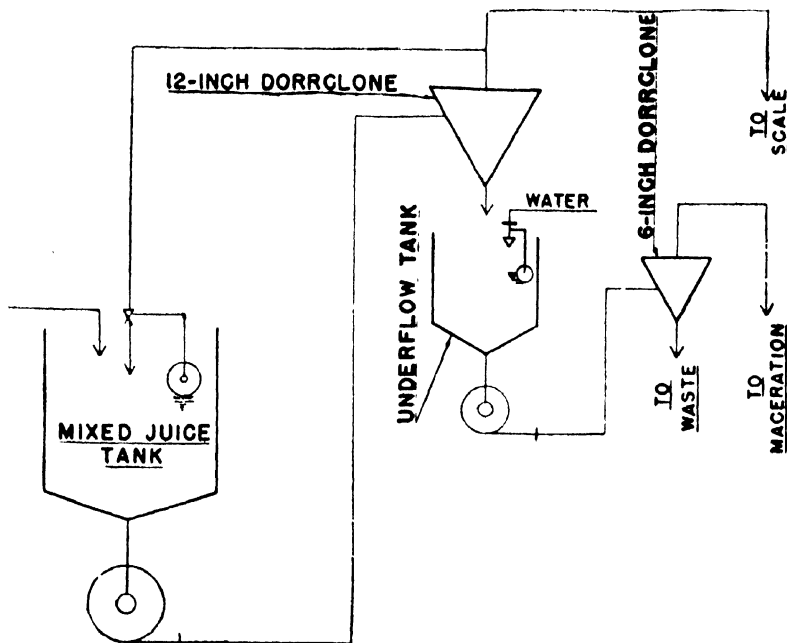 12-INCH DORRCLONE
6-INCH DORRCLONE
TO
SCALE
WATER
UNDERFLOW TANK
MIXED JUICE
TANK
TO
WASTE
TO
MACERATION